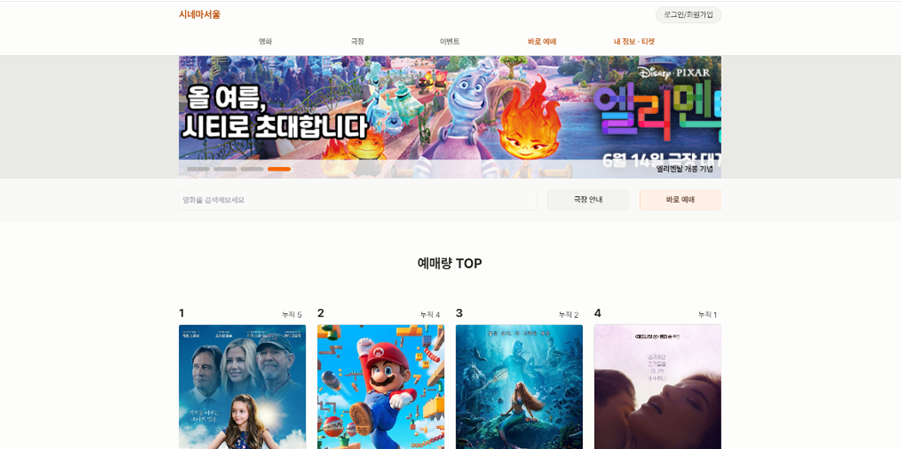 시네마서울
로그인/회원가입
영화
극장
이벤트
바로 예매
내 정보 · 티켓
Disney · PIXAR
올 여름,
시티로 초대합니다
엘리멘
6월 14일 극장 대
엘리멘탈 개봉 기념
영화를 검색해보세요
극장 안내
바로 예매
예매량 TOP
1
누적 5
2
누적 4
3
누적 2
4
누적 1